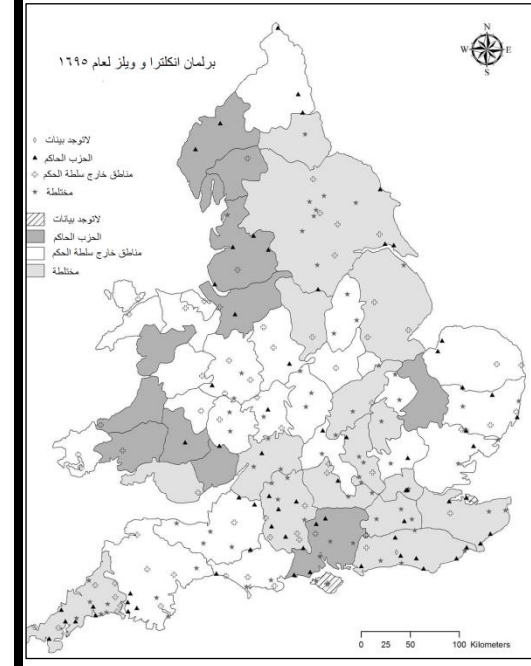 برلمان انكلترا و ويلز لعام ١٦٩٥
N
W E
S
لاتوجد بينات
الحزب الحاكم
مناطق خارج سلطة الحكم
مختلطة
لاتوجد بيانات
الحزب الحاكم
مناطق خارج سلطة الحكم
مختلطة
0 25 50 100 Kilometers